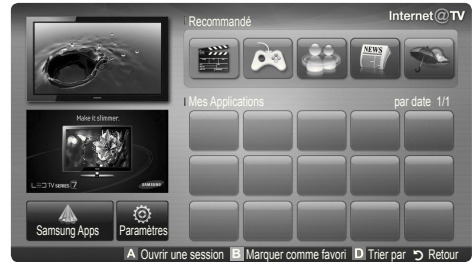 Internet@TV
Recommandé
NEWS
Mes Applications par date 1/1
Make it slimmer.
LED TV SERIES 7 SAMSUNG
Samsung Apps Paramètres
A Ouvrir une session B Marquer comme favori D Trier par Retour